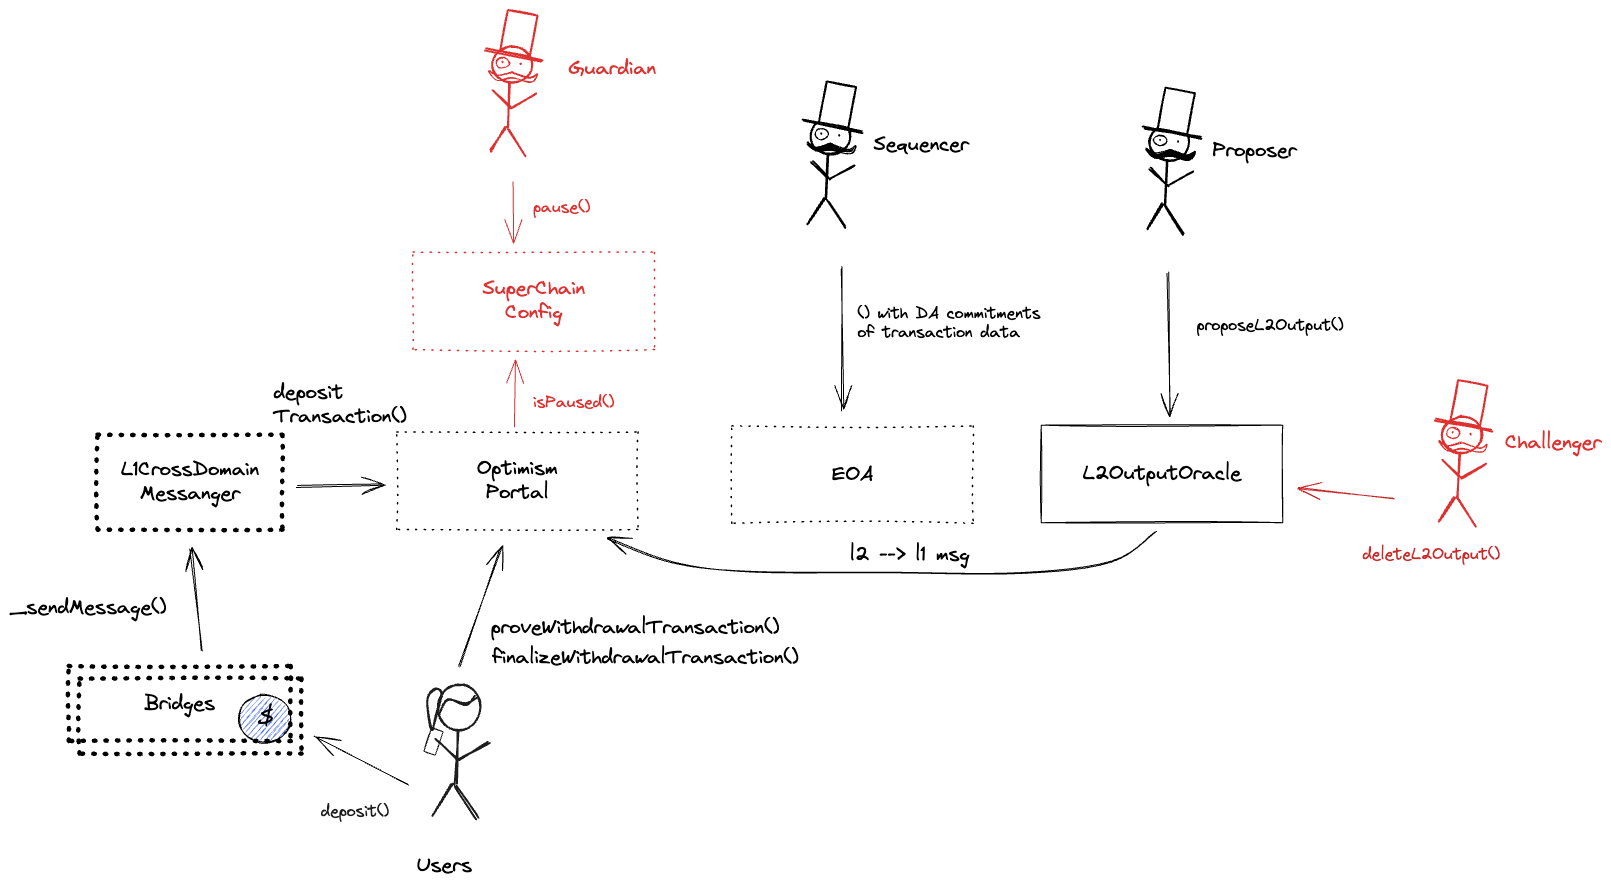 Guardian
Sequencer
Proposer
pause()
SuperChain
Config
() with DA commitments
of transaction data
proposeL2Output()
isPaused()
deposit
Transaction()
L1CrossDomain
Messanger
Optimism
Portal
EOA
L2OutputOracle
Challenger
deleteL2Output()
l2 --> l1 msg
_sendMessage()
proveWithdrawalTransaction()
finalizeWithdrawalTransaction()
Bridges
$
deposit()
Users